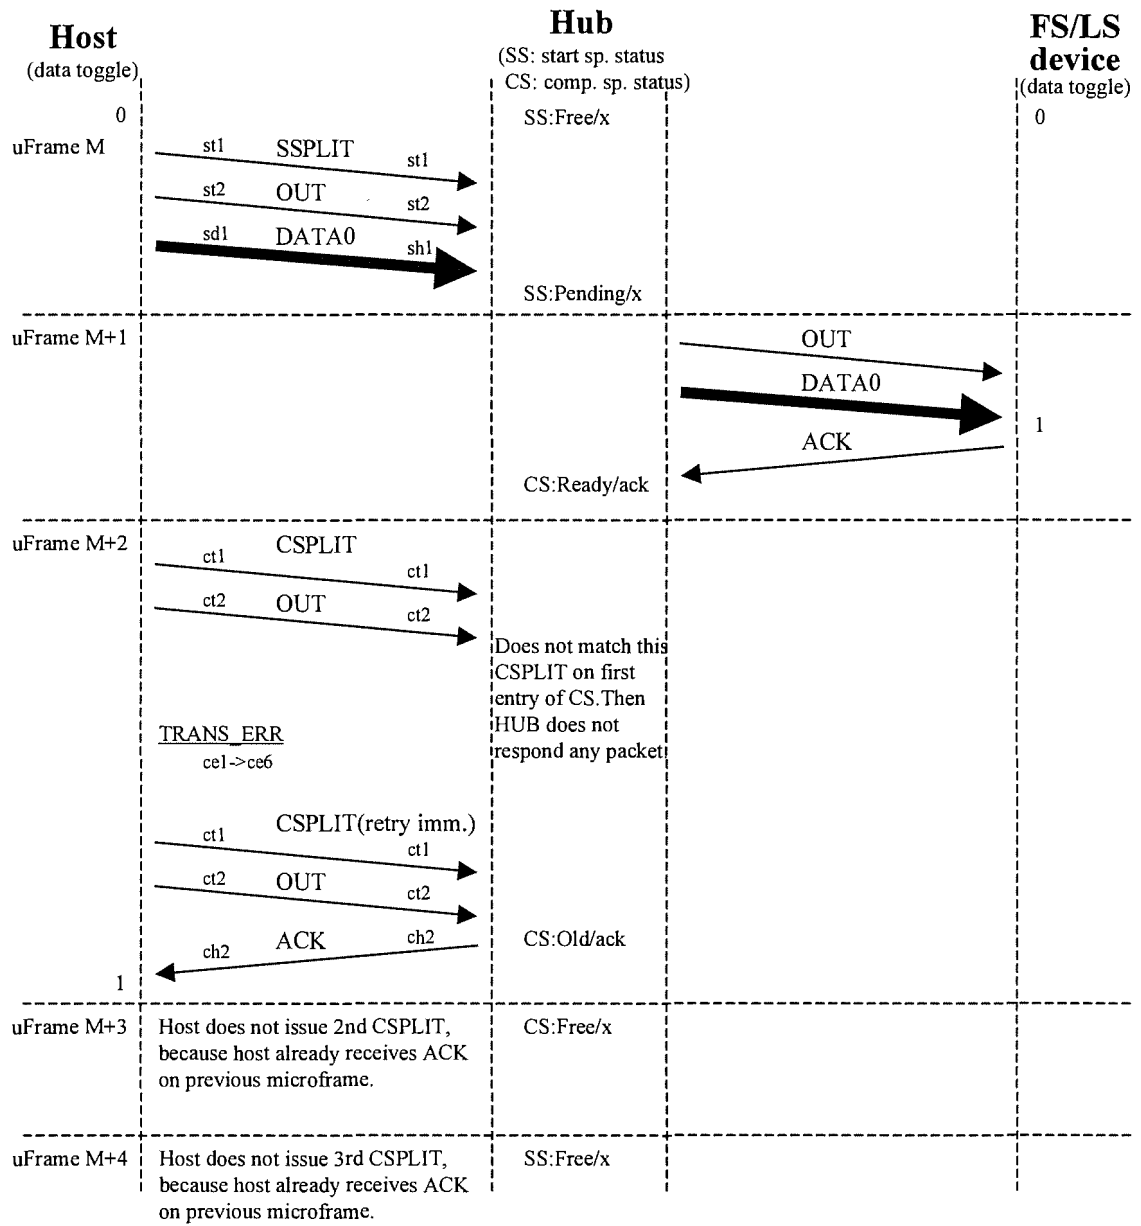 Host
(data toggle)
Hub
(SS: start sp. status
CS: comp. sp. status)
FS/LS
device
(data toggle)
0
SS:Free/x
0
uFrame M
st1 SSPLIT st1
st2 OUT st2
sd1 DATA0 sh1
SS:Pending/x
uFrame M+1
OUT
DATA0
1
ACK
CS:Ready/ack
uFrame M+2
CSPLIT
ct1 ct1
ct2 OUT ct2
Does not match this
CSPLIT on first
entry of CS.Then
HUB does not
respond any packet
TRANS_ERR
ce1->ce6
CSPLIT(retry imm.)
ct1 ct1
ct2 OUT ct2
ch2 ACK ch2
CS:Old/ack
1
uFrame M+3
Host does not issue 2nd CSPLIT,
because host already receives ACK
on previous microframe.
CS:Free/x
uFrame M+4
Host does not issue 3rd CSPLIT,
because host already receives ACK
on previous microframe.
SS:Free/x